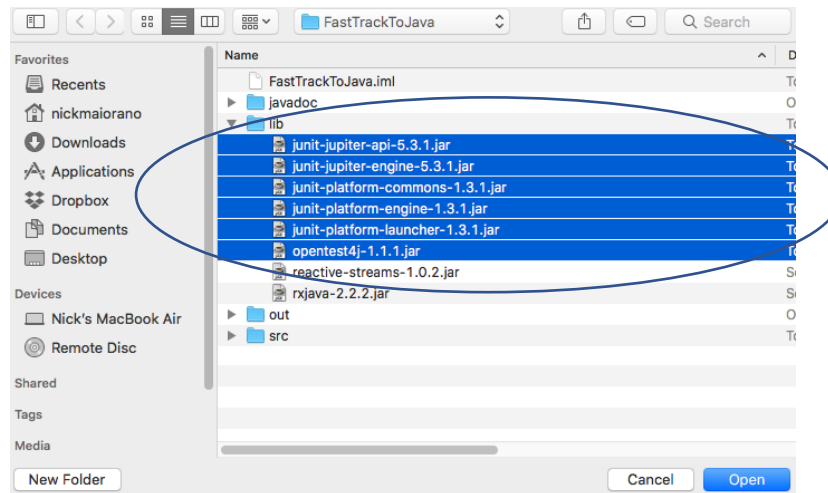 FastTrackToJava
Search
Favorites
Recents
nickmaiorano
Downloads
Applications
Dropbox
Documents
Desktop
Devices
Nick's MacBook Air
Remote Disc
Shared
Tags
Media
Name
FastTrackToJava.iml
javadoc
lib
junit-jupiter-api-5.3.1.jar
junit-jupiter-engine-5.3.1.jar
junit-platform-commons-1.3.1.jar
junit-platform-engine-1.3.1.jar
junit-platform-launcher-1.3.1.jar
opentest4j-1.1.1.jar
reactive-streams-1.0.2.jar
rxjava-2.2.2.jar
out
src
New Folder
Cancel
Open